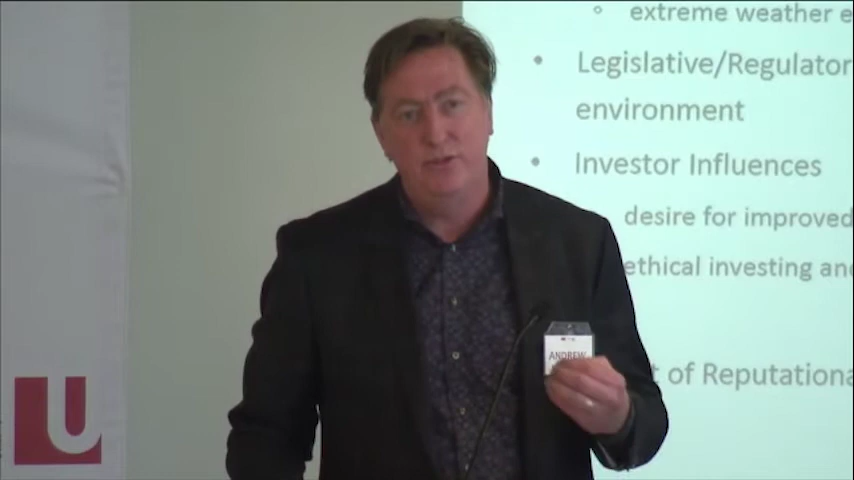 extreme weather e
• Legislative/Regulator
environment
• Investor Influences
desire for improved
ethical investing and
t of Reputationa
ANDREW
U